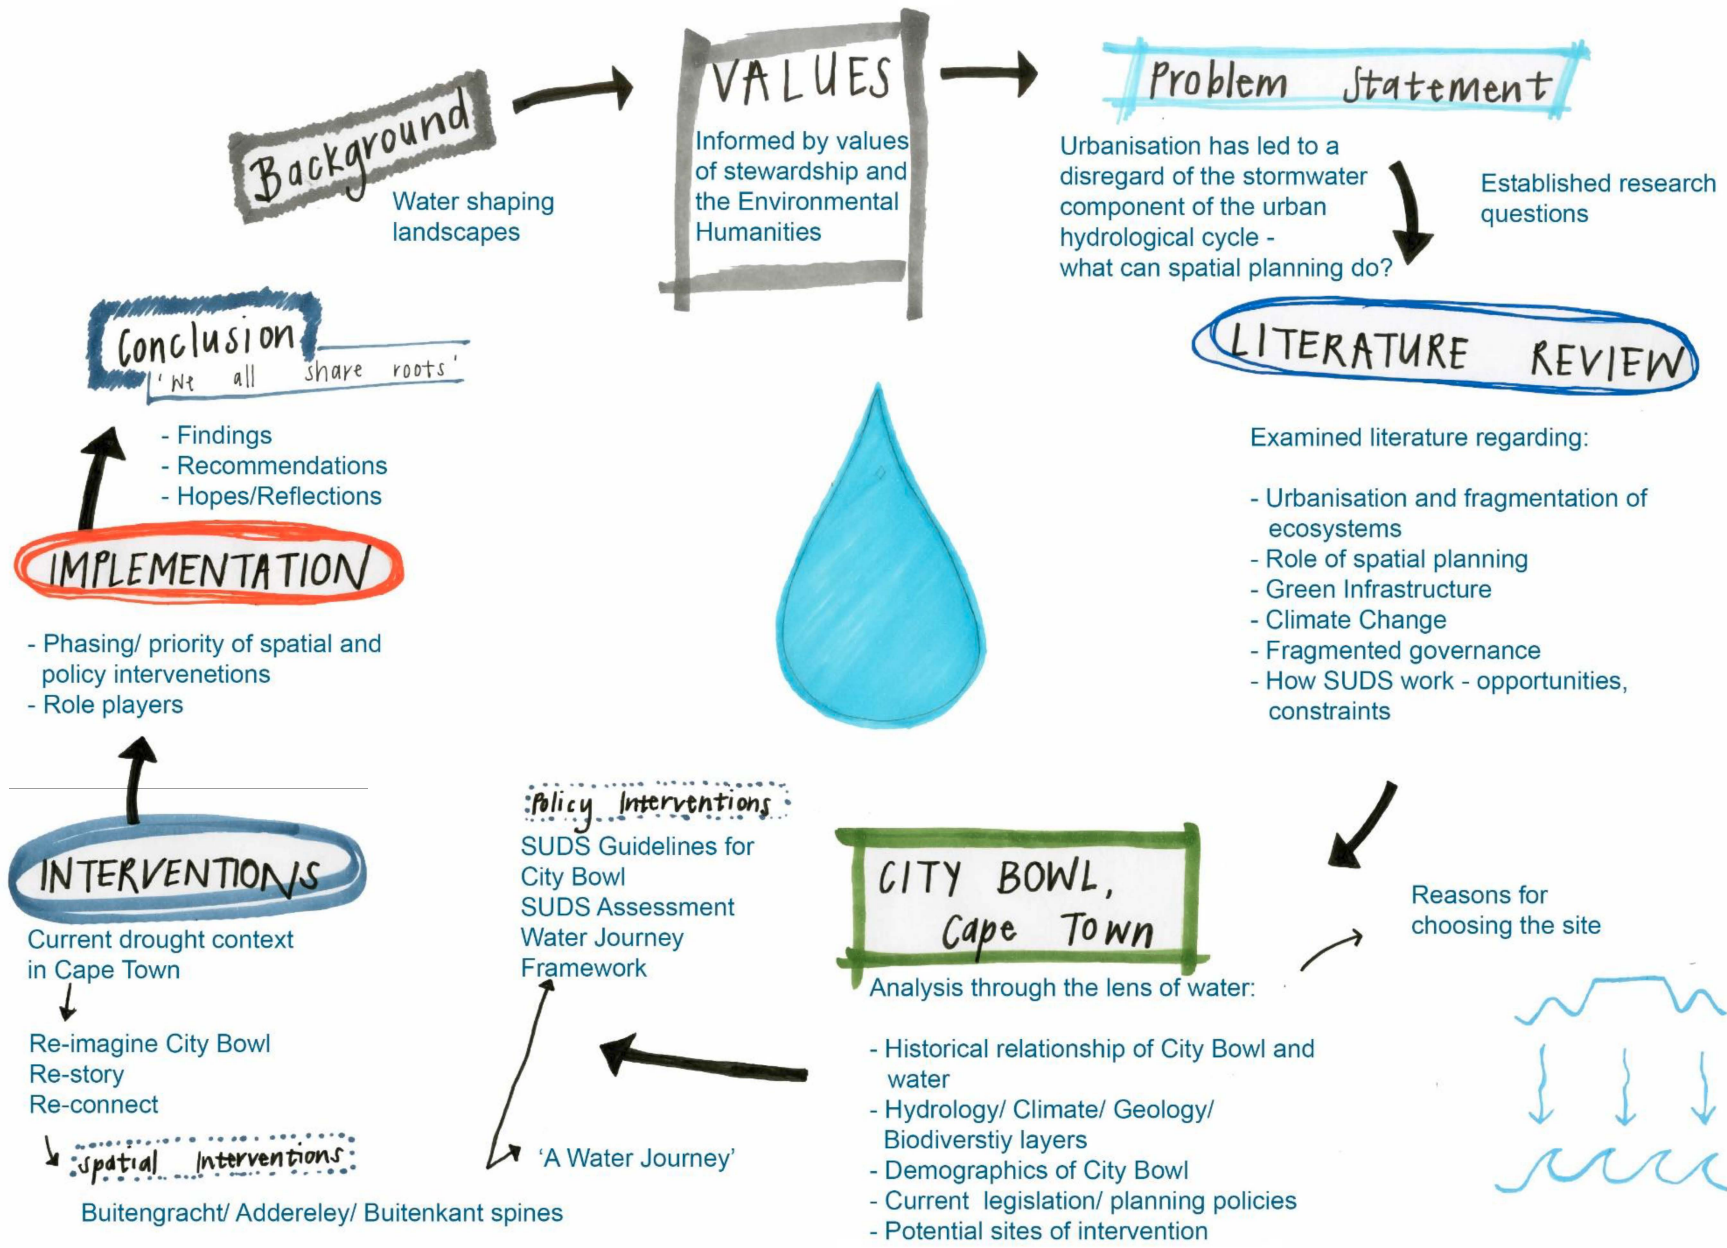 Background
Water shaping
landscapes
VALUES
Informed by values
of stewardship and
the Environmental
Humanities
Problem Statement
Urbanisation has led to a
disregard of the stormwater
component of the urban
hydrological cycle -
what can spatial planning do?
Established research
questions
LITERATURE REVIEW
Examined literature regarding:
- Urbanisation and fragmentation of
ecosystems
- Role of spatial planning
- Green Infrastructure
- Climate Change
- Fragmented governance
- How SUDS work - opportunities,
constraints
CITY BOWL,
Cape Town
Reasons for
choosing the site
Analysis through the lens of water:
- Historical relationship of City Bowl and
water
- Hydrology/ Climate/ Geology/
Biodiverstiy layers
- Demographics of City Bowl
- Current legislation/ planning policies
- Potential sites of intervention
Policy Interventions
SUDS Guidelines for
City Bowl
SUDS Assessment
Water Journey
Framework
'A Water Journey'
INTERVENTIONS
Current drought context
in Cape Town
Re-imagine City Bowl
Re-story
Re-connect
Spatial Interventions
Buitengracht/ Addereley/ Buitenkant spines
IMPLEMENTATION
- Phasing/ priority of spatial and
policy intervenetions
- Role players
Conclusion
'We all share roots'
- Findings
- Recommendations
- Hopes/Reflections